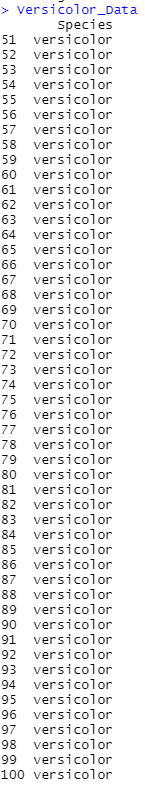 > Versicolor_Data
Species
51 versicolor
52 versicolor
53 versicolor
54 versicolor
55 versicolor
56 versicolor
57 versicolor
58 versicolor
59 versicolor
60 versicolor
61 versicolor
62 versicolor
63 versicolor
64 versicolor
65 versicolor
66 versicolor
67 versicolor
68 versicolor
69 versicolor
70 versicolor
71 versicolor
72 versicolor
73 versicolor
74 versicolor
75 versicolor
76 versicolor
77 versicolor
78 versicolor
79 versicolor
80 versicolor
81 versicolor
82 versicolor
83 versicolor
84 versicolor
85 versicolor
86 versicolor
87 versicolor
88 versicolor
89 versicolor
90 versicolor
91 versicolor
92 versicolor
93 versicolor
94 versicolor
95 versicolor
96 versicolor
97 versicolor
98 versicolor
99 versicolor
100 versicolor